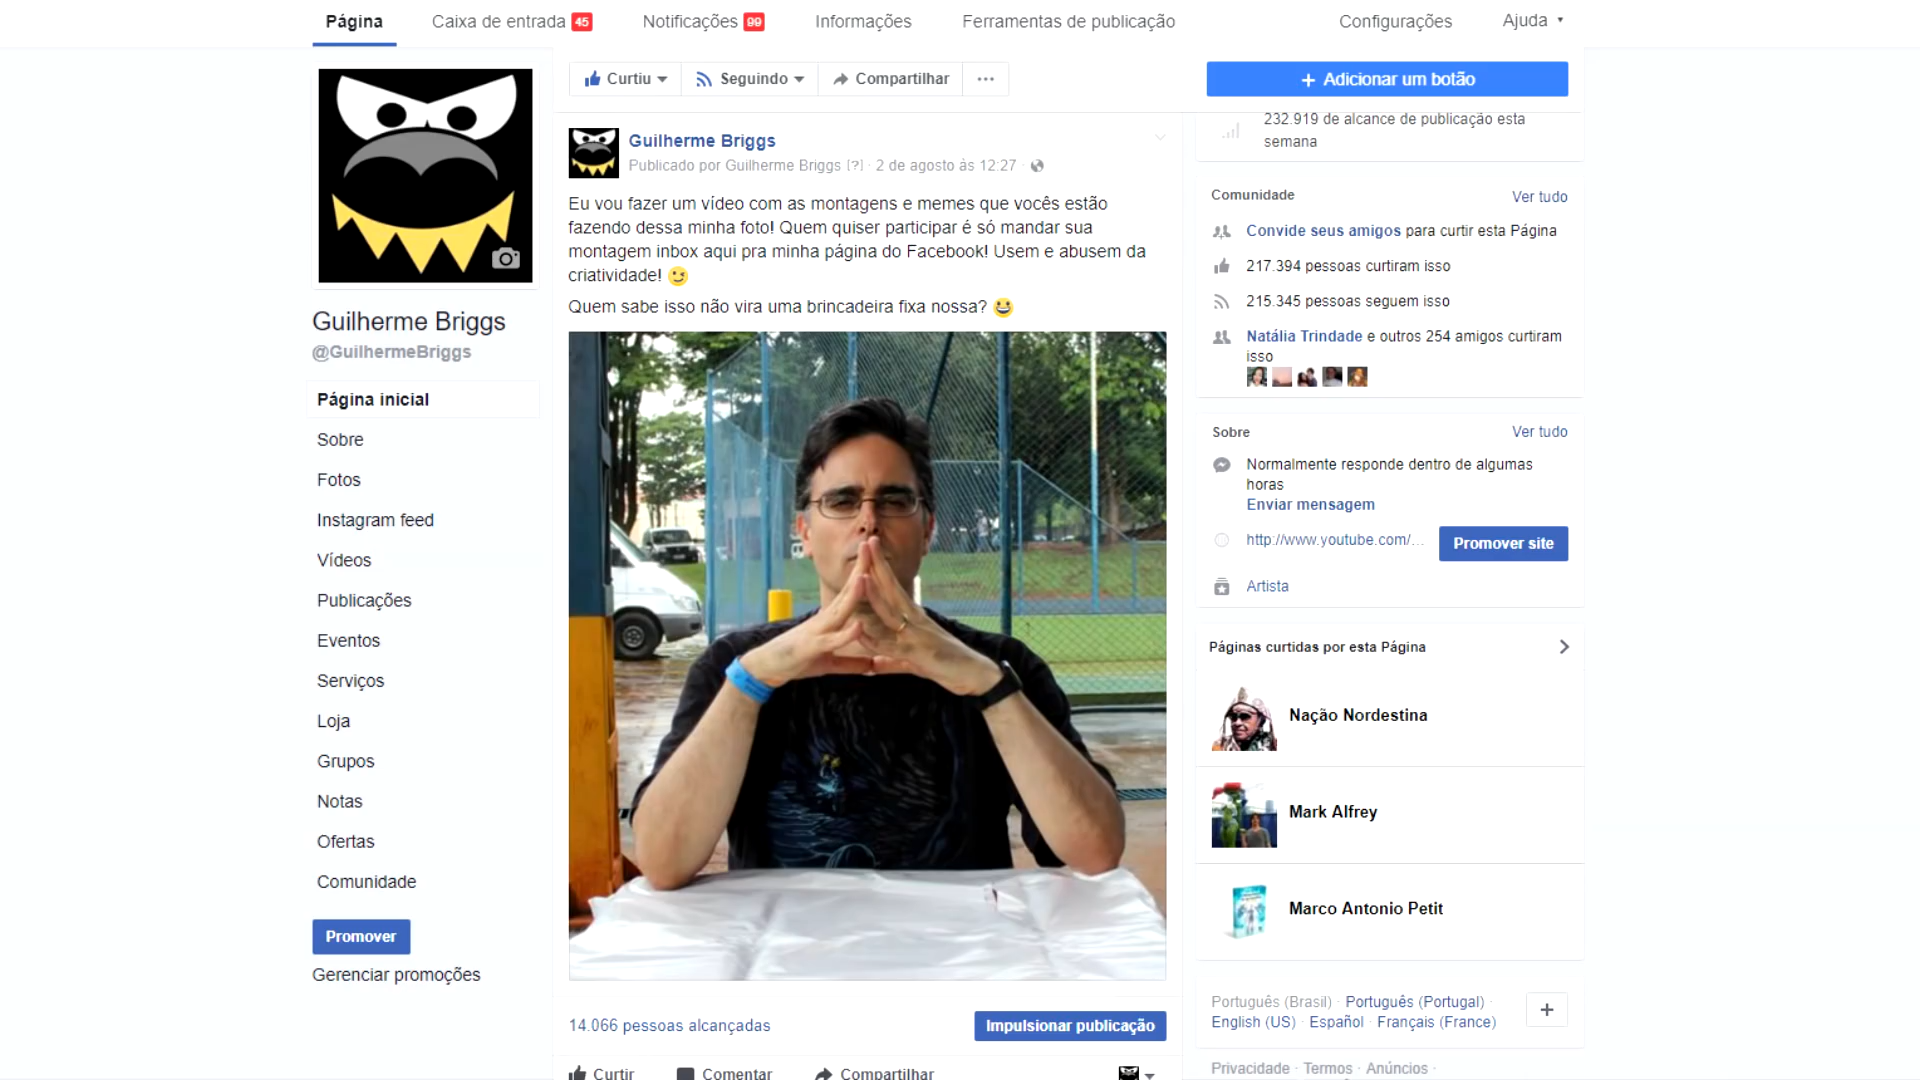 Página
Caixa de entrada 45
Notificações 99
Informações
Ferramentas de publicação
Configurações
Ajuda
Guilherme Briggs
@GuilhermeBriggs
Página inicial
Sobre
Fotos
Instagram feed
Vídeos
Publicações
Eventos
Serviços
Loja
Grupos
Notas
Ofertas
Comunidade
Promover
Gerenciar promoções
Curtiu
Seguindo
Compartilhar
+ Adicionar um botão
Guilherme Briggs
Publicado por Guilherme Briggs [?] · 2 de agosto às 12:27 ·
Eu vou fazer um vídeo com as montagens e memes que vocês estão
fazendo dessa minha foto! Quem quiser participar é só mandar sua
montagem inbox aqui pra minha página do Facebook! Usem e abusem da
criatividade! 😉
Quem sabe isso não vira uma brincadeira fixa nossa? 😀
14.066 pessoas alcançadas
Impulsionar publicação
Curtir
Comentar
Compartilhar
232.919 de alcance de publicação esta
semana
Comunidade
Ver tudo
Convide seus amigos para curtir esta Página
217.394 pessoas curtiram isso
215.345 pessoas seguem isso
Natália Trindade e outros 254 amigos curtiram
isso
Sobre
Ver tudo
Normalmente responde dentro de algumas
horas
Enviar mensagem
http://www.youtube.com/...
Promover site
Artista
Páginas curtidas por esta Página
Nação Nordestina
Mark Alfrey
Marco Antonio Petit
Português (Brasil) · Português (Portugal) ·
English (US) · Español · Français (France)
Privacidade · Termos · Anúncios ·